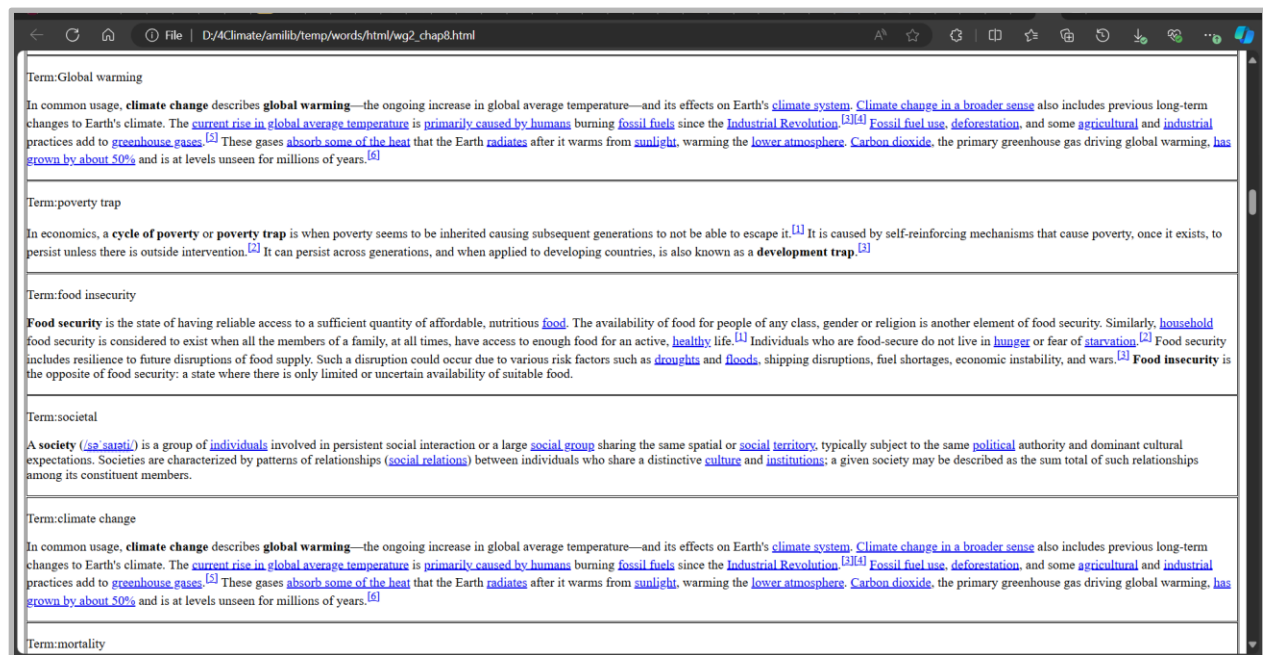 File | D:/4Climate/amilib/temp/words/html/wg2_chap8.html
Term:Global warming
In common usage, climate change describes global warming—the ongoing increase in global average temperature—and its effects on Earth's climate system. Climate change in a broader sense also includes previous long-term
changes to Earth's climate. The current rise in global average temperature is primarily caused by humans burning fossil fuels since the Industrial Revolution.[3][4] Fossil fuel use, deforestation, and some agricultural and industrial
practices add to greenhouse gases.[5] These gases absorb some of the heat that the Earth radiates after it warms from sunlight, warming the lower atmosphere. Carbon dioxide, the primary greenhouse gas driving global warming, has
grown by about 50% and is at levels unseen for millions of years.[6]
Term:poverty trap
In economics, a cycle of poverty or poverty trap is when poverty seems to be inherited causing subsequent generations to not be able to escape it.[1] It is caused by self-reinforcing mechanisms that cause poverty, once it exists, to
persist unless there is outside intervention.[2] It can persist across generations, and when applied to developing countries, is also known as a development trap.[3]
Term:food insecurity
Food security is the state of having reliable access to a sufficient quantity of affordable, nutritious food. The availability of food for people of any class, gender or religion is another element of food security. Similarly, household
food security is considered to exist when all the members of a family, at all times, have access to enough food for an active, healthy life.[1] Individuals who are food-secure do not live in hunger or fear of starvation.[2] Food security
includes resilience to future disruptions of food supply. Such a disruption could occur due to various risk factors such as droughts and floods, shipping disruptions, fuel shortages, economic instability, and wars.[3] Food insecurity is
the opposite of food security: a state where there is only limited or uncertain availability of suitable food.
Term:societal
A society (/səˈsaɪəti/) is a group of individuals involved in persistent social interaction or a large social group sharing the same spatial or social territory, typically subject to the same political authority and dominant cultural
expectations. Societies are characterized by patterns of relationships (social relations) between individuals who share a distinctive culture and institutions; a given society may be described as the sum total of such relationships
among its constituent members.
Term:climate change
In common usage, climate change describes global warming—the ongoing increase in global average temperature—and its effects on Earth's climate system. Climate change in a broader sense also includes previous long-term
changes to Earth's climate. The current rise in global average temperature is primarily caused by humans burning fossil fuels since the Industrial Revolution.[3][4] Fossil fuel use, deforestation, and some agricultural and industrial
practices add to greenhouse gases.[5] These gases absorb some of the heat that the Earth radiates after it warms from sunlight, warming the lower atmosphere. Carbon dioxide, the primary greenhouse gas driving global warming, has
grown by about 50% and is at levels unseen for millions of years.[6]
Term:mortality